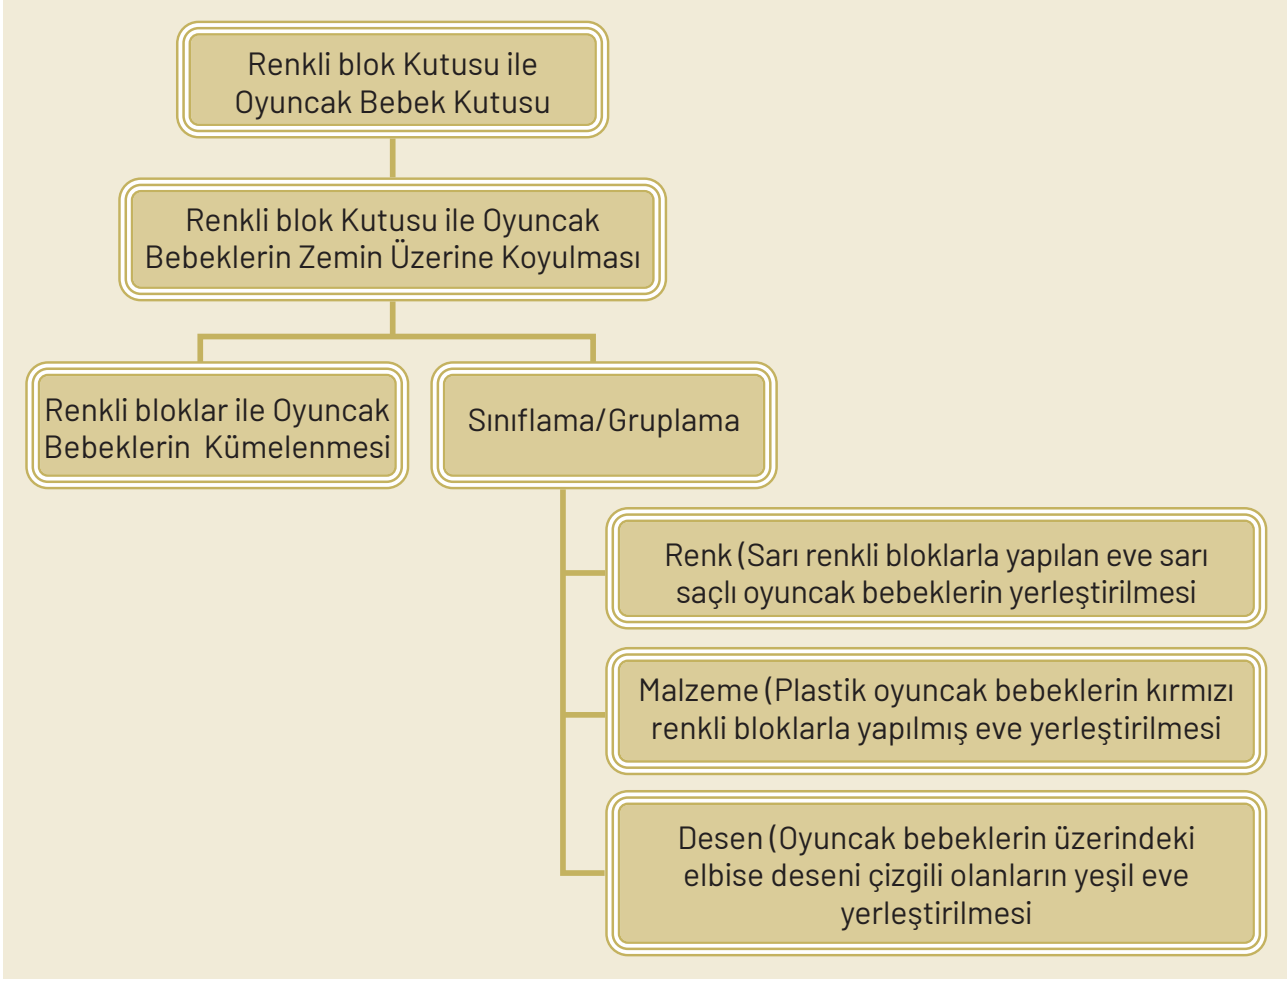 Renkli blok Kutusu ile
Oyuncak Bebek Kutusu
Renkli blok Kutusu ile Oyuncak
Bebeklerin Zemin Üzerine Koyulması
Renkli bloklar ile Oyuncak
Bebeklerin Kümelenmesi
Sınıflama/Gruplama
Renk (Sarı renkli bloklarla yapılan eve sarı
saçlı oyuncak bebeklerin yerleştirilmesi
Malzeme (Plastik oyuncak bebeklerin kırmızı
renkli bloklarla yapılmış eve yerleştirilmesi
Desen (Oyuncak bebeklerin üzerindeki
elbise deseni çizgili olanların yeşil eve
yerleştirilmesi